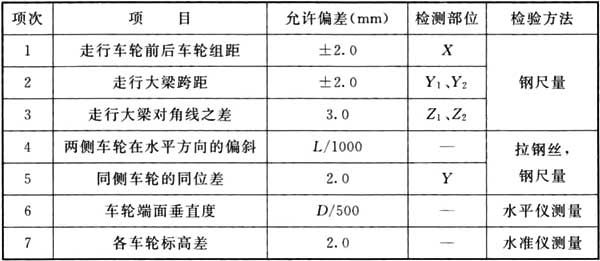 项次 项 目 允许偏差(mm) 检测部位 检验方法
1 走行车轮前后车轮组距 ±2.0 X 钢尺量
2 走行大梁跨距 ±2.0 Y1、Y2
3 走行大梁对角线之差 3.0 Z1、Z2
4 两侧车轮在水平方向的偏斜 L/1000 — 拉钢丝，
5 同侧车轮的同位差 2.0 Y 钢尺量
6 车轮端面垂直度 D/500 — 水平仪测量
7 各车轮标高差 2.0 — 水准仪测量